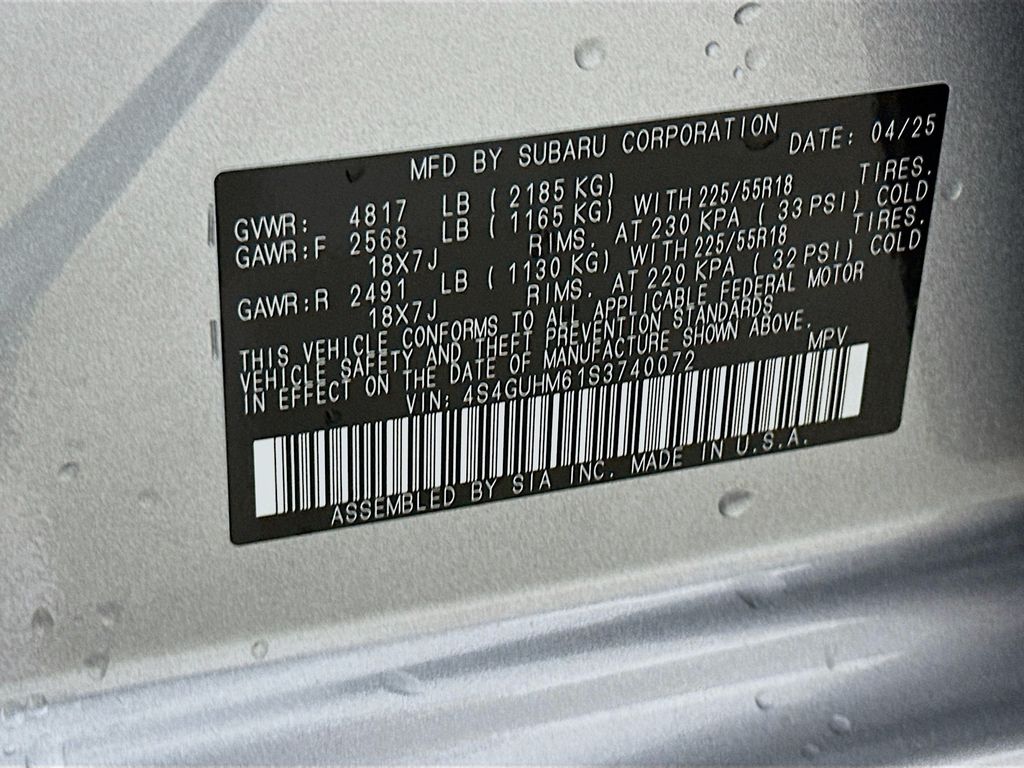 MFD BY SUBARU CORPORATION DATE: 04/25
GVWR: 4817 LB ( 2185 KG)
GAWR:F 2568 LB ( 1165 KG) WITH 225/55R18 TIRES.
18X7J RIMS. AT 230 KPA ( 33 PSI) COLD
GAWR:R 2491 LB ( 1130 KG) WITH 225/55R18 TIRES.
18X7J RIMS. AT 220 KPA ( 32 PSI) COLD
THIS VEHICLE CONFORMS TO ALL APPLICABLE FEDERAL MOTOR
VEHICLE SAFETY AND THEFT PREVENTION STANDARDS
IN EFFECT ON THE DATE OF MANUFACTURE SHOWN ABOVE.
VIN: 4S4GUHM61S3740072 MPV
ASSEMBLED BY SIA INC. MADE IN U.S.A.